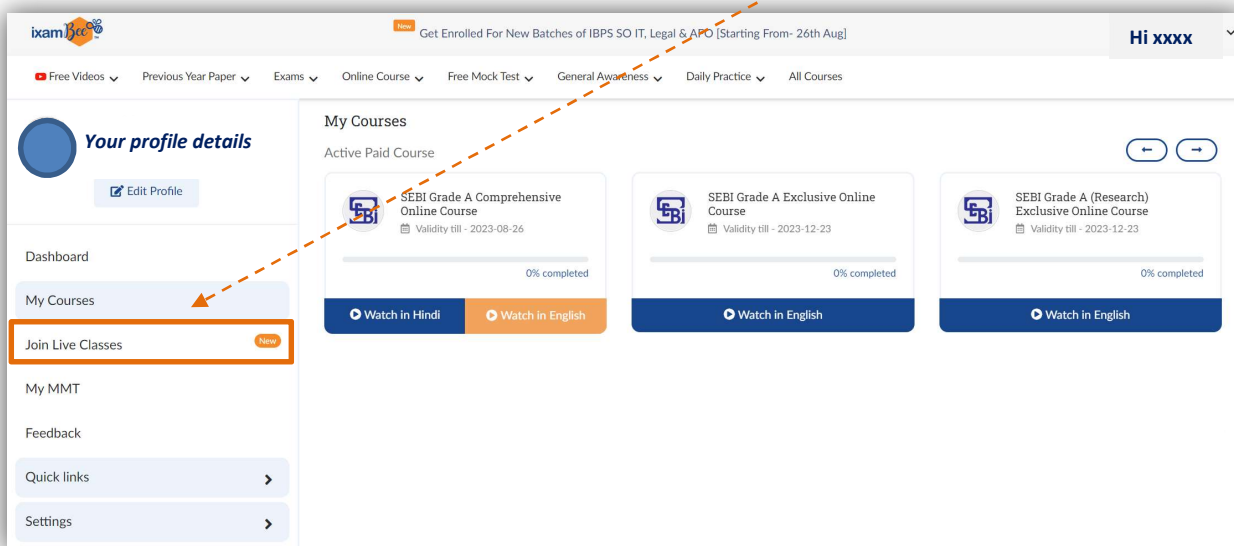 ixamBee
New Get Enrolled For New Batches of IBPS SO IT, Legal & AFO [Starting From- 26th Aug]
Hi xxxx
Free Videos Previous Year Paper Exams Online Course Free Mock Test General Awareness Daily Practice All Courses
Your profile details
Edit Profile
Dashboard
My Courses
Join Live Classes New
My MMT
Feedback
Quick links
Settings
My Courses
Active Paid Course
SEBI
SEBI Grade A Comprehensive
Online Course
Validity till - 2023-08-26
0% completed
Watch in Hindi Watch in English
SEBI
SEBI Grade A Exclusive Online
Course
Validity till - 2023-12-23
0% completed
Watch in English
SEBI
SEBI Grade A (Research)
Exclusive Online Course
Validity till - 2023-12-23
0% completed
Watch in English